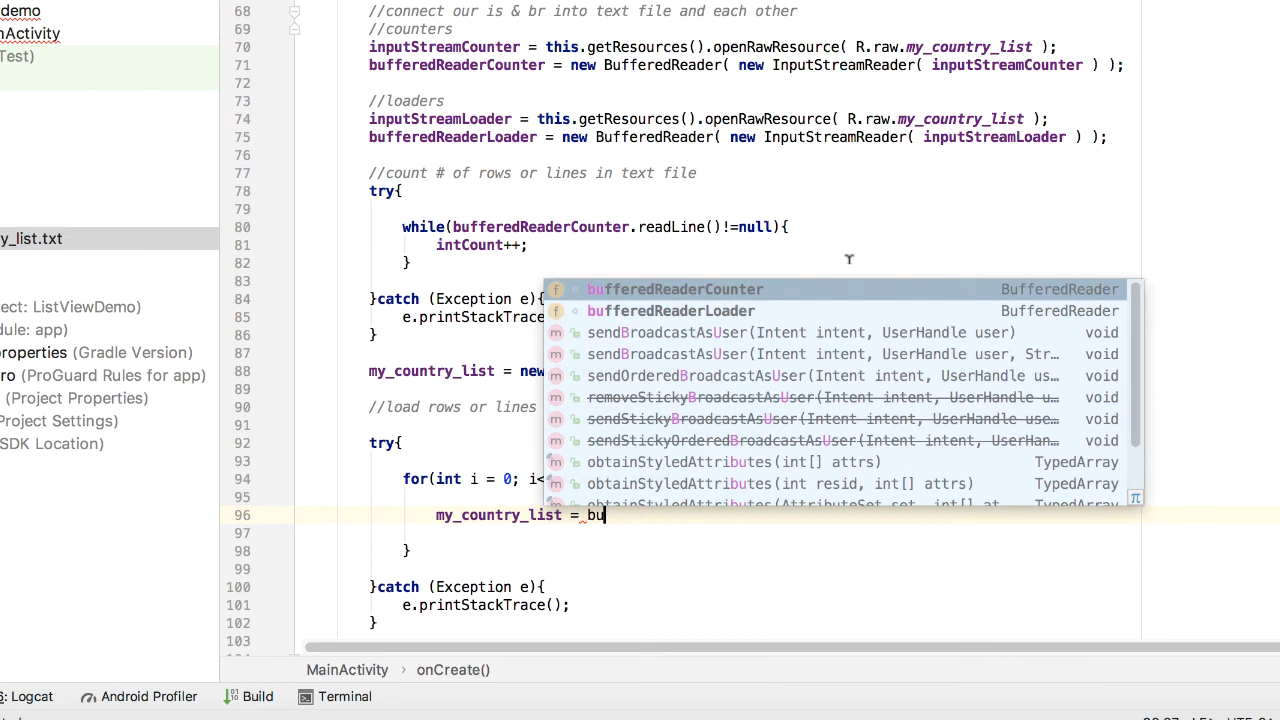 demo
nActivity
Test)
y_list.txt
ect: ListViewDemo)
dule: app)
properties (Gradle Version)
ro (ProGuard Rules for app)
(Project Properties)
Project Settings)
SDK Location)
68 //connect our is & br into text file and each other
69 //counters
70 inputStreamCounter = this.getResources().openRawResource( R.raw.my_country_list );
71 bufferedReaderCounter = new BufferedReader( new InputStreamReader( inputStreamCounter ) );
72
73 //loaders
74 inputStreamLoader = this.getResources().openRawResource( R.raw.my_country_list );
75 bufferedReaderLoader = new BufferedReader( new InputStreamReader( inputStreamLoader ) );
76
77 //count # of rows or lines in text file
78 try{
79
80 while(bufferedReaderCounter.readLine()!=null){
81 intCount++;
82 }
83
84 }catch (Exception e){
85 e.printStackTrace
86 }
87
88 my_country_list = new
89
90 //load rows or lines
91
92 try{
93
94 for(int i = 0; i<
95
96 my_country_list = bu
97
98 }
99
100 }catch (Exception e){
101 e.printStackTrace();
102 }
103
bufferedReaderCounter BufferedReader
bufferedReaderLoader BufferedReader
sendBroadcastAsUser(Intent intent, UserHandle user) void
sendBroadcastAsUser(Intent intent, UserHandle user, Str… void
sendOrderedBroadcastAsUser(Intent intent, UserHandle us… void
removeStickyBroadcastAsUser(Intent intent, UserHandle u… void
sendStickyBroadcastAsUser(Intent intent, UserHandle use… void
sendStickyOrderedBroadcastAsUser(Intent intent, UserHan… void
obtainStyledAttributes(int[] attrs) TypedArray
obtainStyledAttributes(int resid, int[] attrs) TypedArray
obtainStyledAttributes(AttributeSet set, int[] at… TypedArray
π
MainActivity › onCreate()
6: Logcat Android Profiler Build Terminal